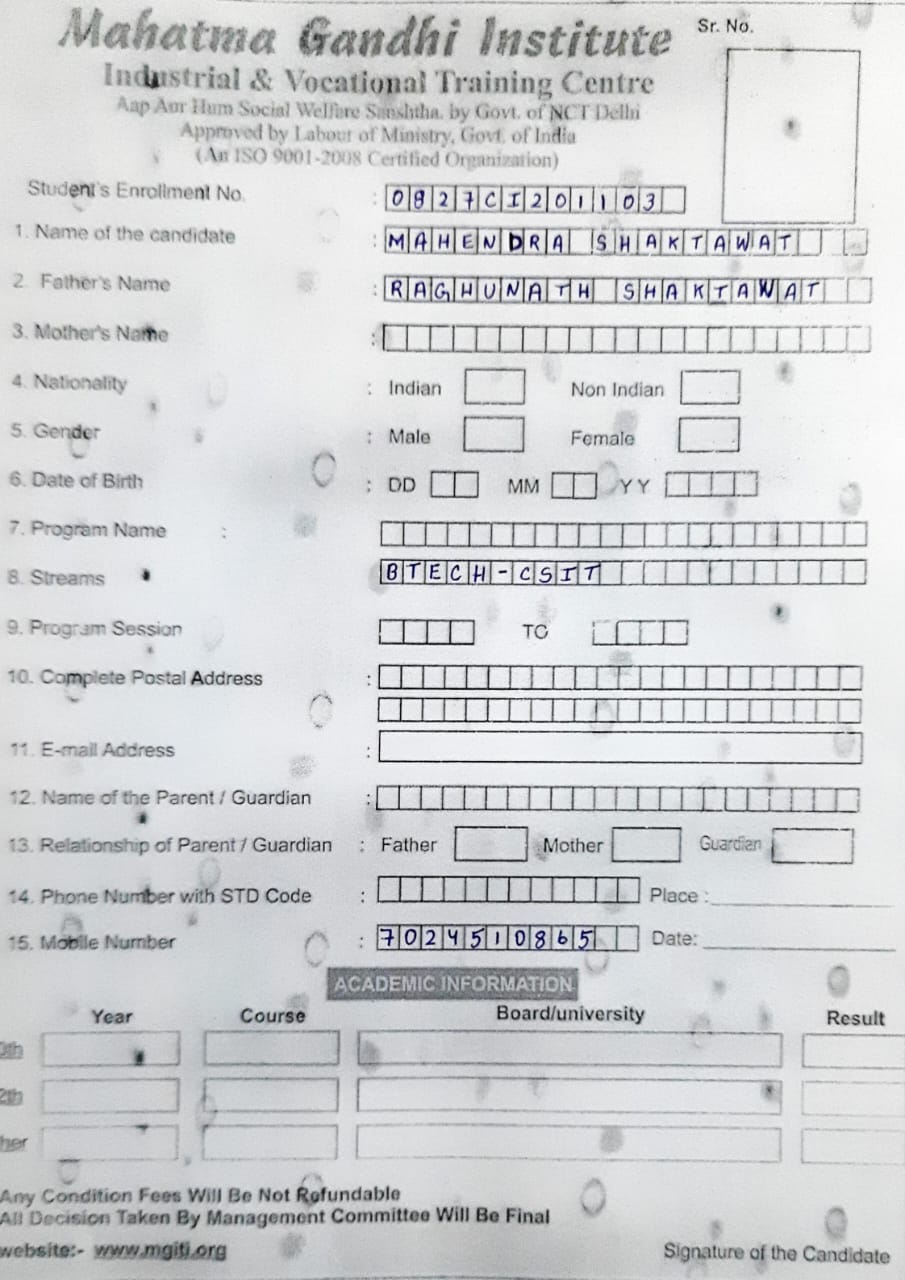 Mahatma Gandhi Institute
Sr. No.
Industrial & Vocational Training Centre
Aap Aur Hum Social Welfare Sanshtha. by Govt. of NCT Delhi
Approved by Labour of Ministry, Govt. of India
(An ISO 9001-2008 Certified Organization)
Student's Enrollment No. : 0827CI201103
1. Name of the candidate : MAHENDRA SHAKTAWAT
2. Father's Name : RAGHUNATH SHAKTAWAT
3. Mother's Name :
4. Nationality : Indian Non Indian
5. Gender : Male Female
6. Date of Birth : DD MM YY
7. Program Name :
8. Streams BTECH-CSIT
9. Program Session TO
10. Complete Postal Address :
11. E-mail Address :
12. Name of the Parent / Guardian :
13. Relationship of Parent / Guardian : Father Mother Guardian
14. Phone Number with STD Code : Place :
15. Mobile Number : 7024510865 Date:
ACADEMIC INFORMATION
Year Course Board/university Result
0th
2th
her
Any Condition Fees Will Be Not Refundable
All Decision Taken By Management Committee Will Be Final
website:- www.mgiti.org
Signature of the Candidate